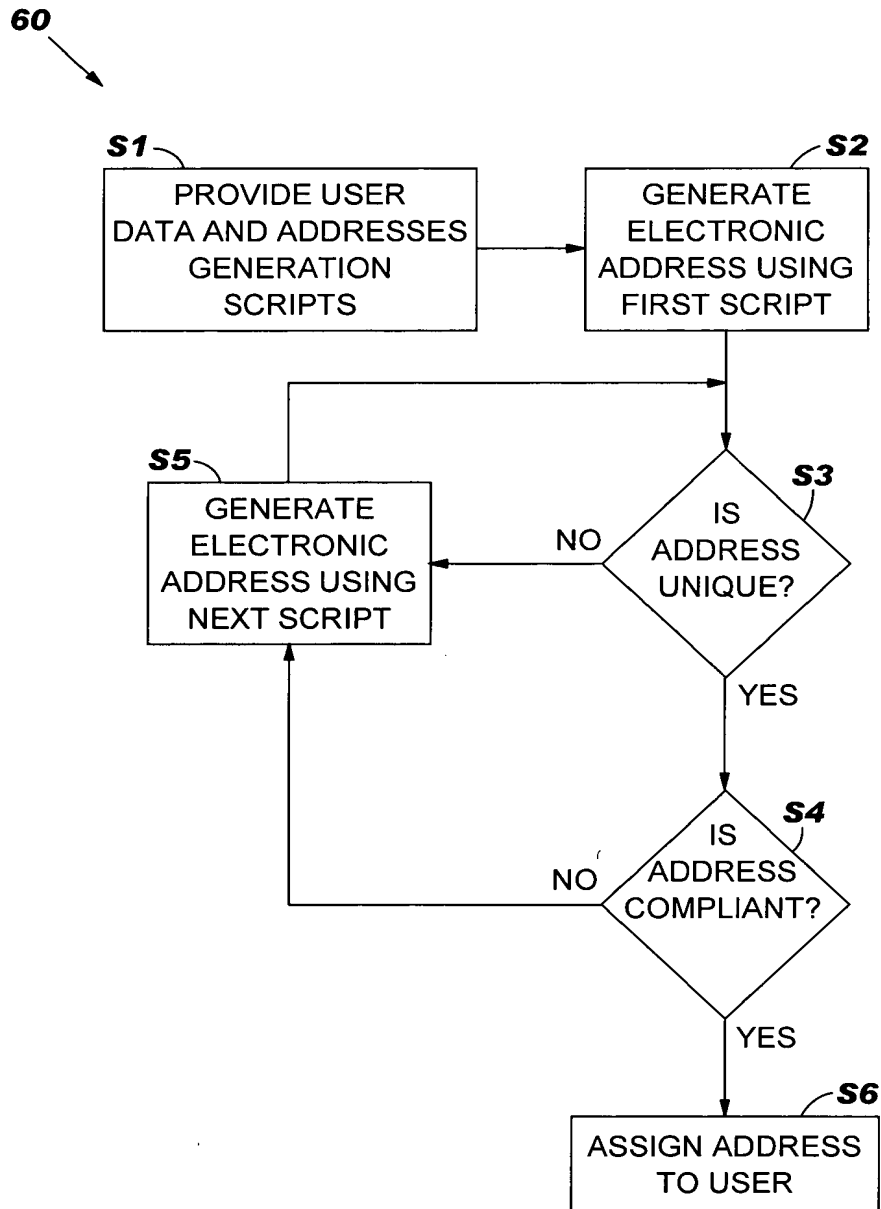 60
S1
PROVIDE USER
DATA AND ADDRESSES
GENERATION
SCRIPTS
S2
GENERATE
ELECTRONIC
ADDRESS USING
FIRST SCRIPT
S5
GENERATE
ELECTRONIC
ADDRESS USING
NEXT SCRIPT
NO
S3
IS
ADDRESS
UNIQUE?
YES
NO
S4
IS
ADDRESS
COMPLIANT?
YES
S6
ASSIGN ADDRESS
TO USER